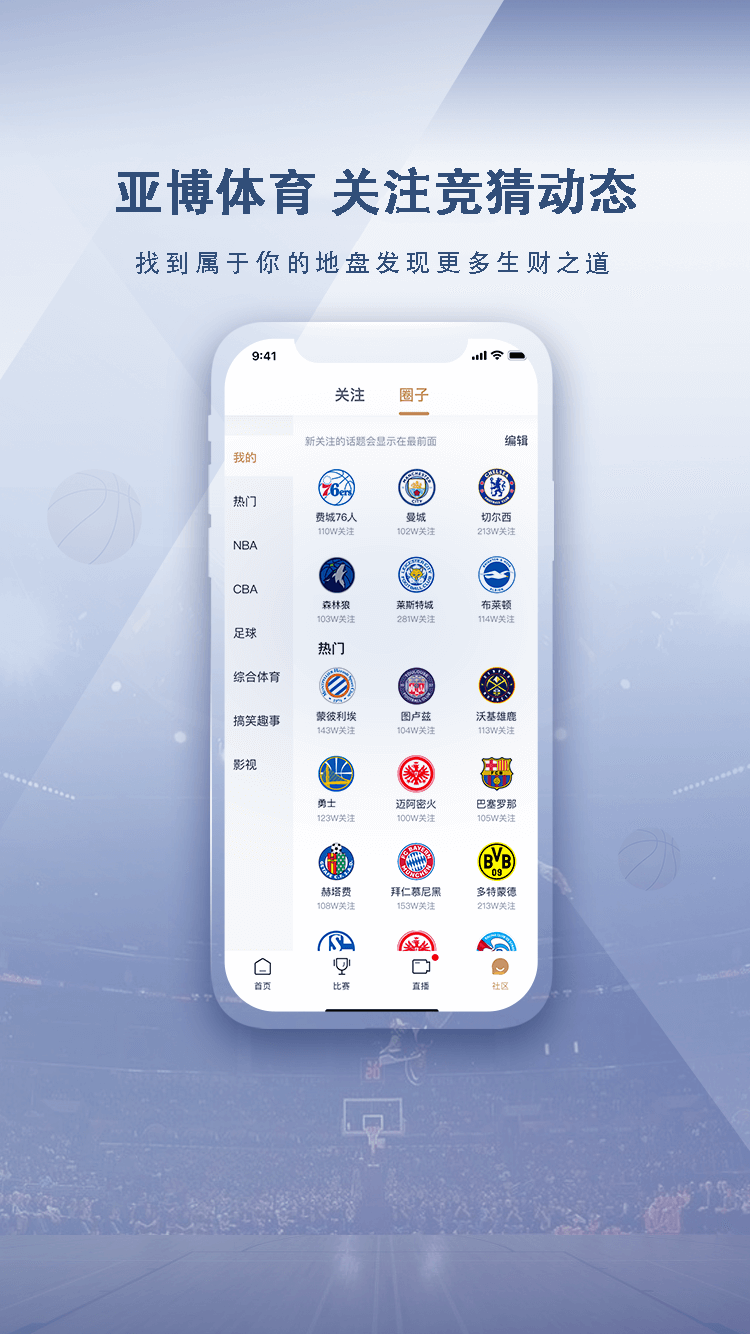 亚博体育 关注竞猜动态
找到属于你的地盘发现更多生财之道
9:41
关注 圈子
新关注的话题会显示在最前面 编辑
我的
热门
NBA
CBA
足球
综合体育
搞笑趣事
影视
76ers
MANCHESTER CITY
CHELSEA
费城76人 曼城 切尔西
110W关注 102W关注 213W关注
森林狼 莱斯特城 布莱顿
103W关注 281W关注 114W关注
热门
蒙彼利埃 图卢兹 沃基雄鹿
143W关注 104W关注 113W关注
勇士 迈阿密火 巴塞罗那
123W关注 100W关注 105W关注
FC BAYERN MÜNCHEN
BVB 09
赫塔费 拜仁慕尼黑 多特蒙德
108W关注 153W关注 213W关注
首页 比赛 直播 社区